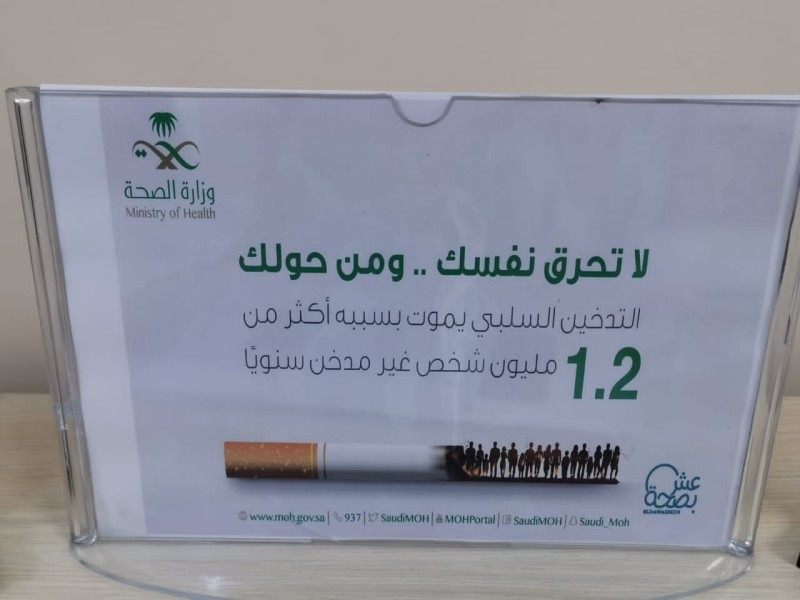 وزارة الصحة
Ministry of Health
لا تحرق نفسك .. ومن حولك
التدخين السلبي يموت بسببه أكثر من
1.2 مليون شخص غير مدخن سنويًا
عش
بصحة
#LiveWellMOH
www.moh.gov.sa | 937 | SaudiMOH | MOHPortal | SaudiMOH | Saudi_Moh